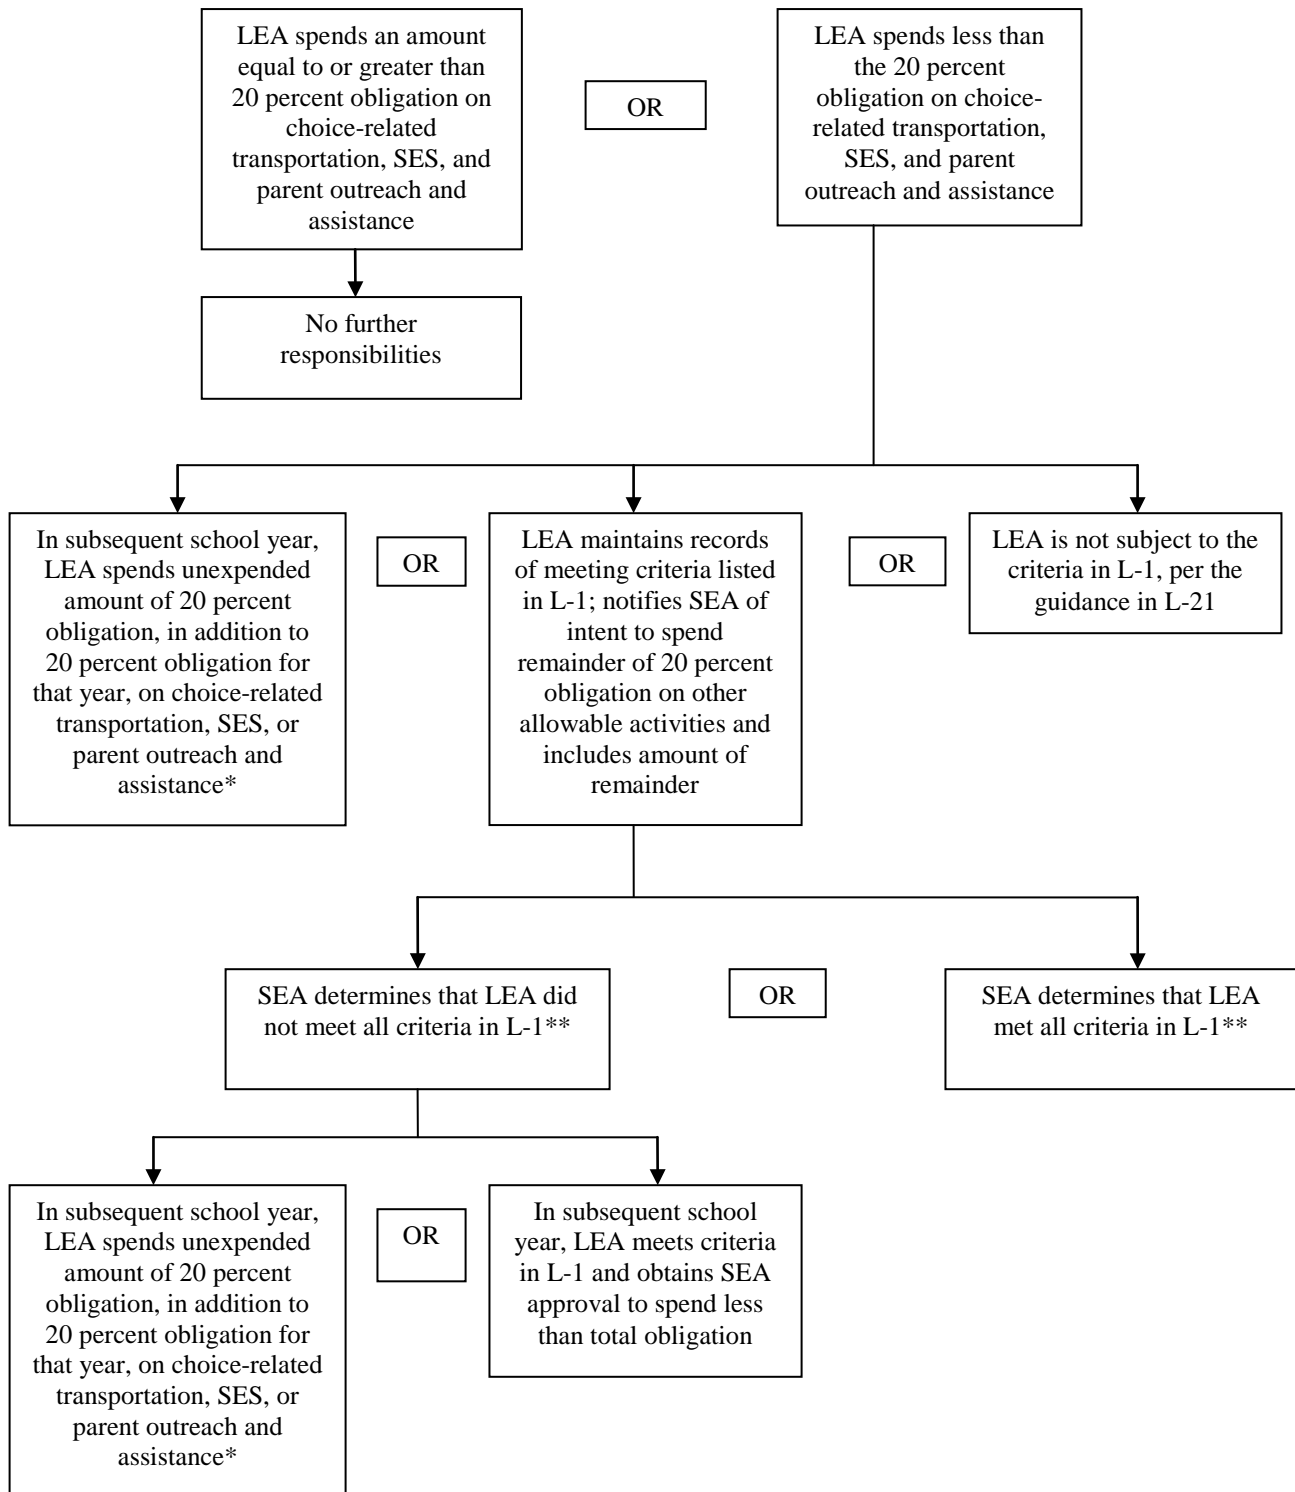 LEA spends an amount
equal to or greater than
20 percent obligation on
choice-related
transportation, SES, and
parent outreach and
assistance
OR
LEA spends less than
the 20 percent
obligation on choice-
related transportation,
SES, and parent
outreach and assistance
No further
responsibilities
In subsequent school year,
LEA spends unexpended
amount of 20 percent
obligation, in addition to
20 percent obligation for
that year, on choice-related
transportation, SES, or
parent outreach and
assistance*
OR
LEA maintains records
of meeting criteria listed
in L-1; notifies SEA of
intent to spend
remainder of 20 percent
obligation on other
allowable activities and
includes amount of
remainder
OR
LEA is not subject to the
criteria in L-1, per the
guidance in L-21
SEA determines that LEA did
not meet all criteria in L-1**
OR
SEA determines that LEA
met all criteria in L-1**
In subsequent school year,
LEA spends unexpended
amount of 20 percent
obligation, in addition to
20 percent obligation for
that year, on choice-related
transportation, SES, or
parent outreach and
assistance*
OR
In subsequent school
year, LEA meets criteria
in L-1 and obtains SEA
approval to spend less
than total obligation